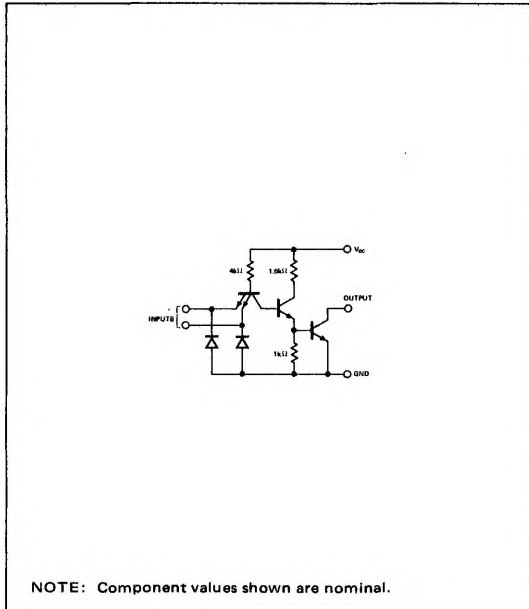 Vcc
4kΩ 1.6kΩ
OUTPUT
INPUTS
1kΩ
GND
NOTE: Component values shown are nominal.